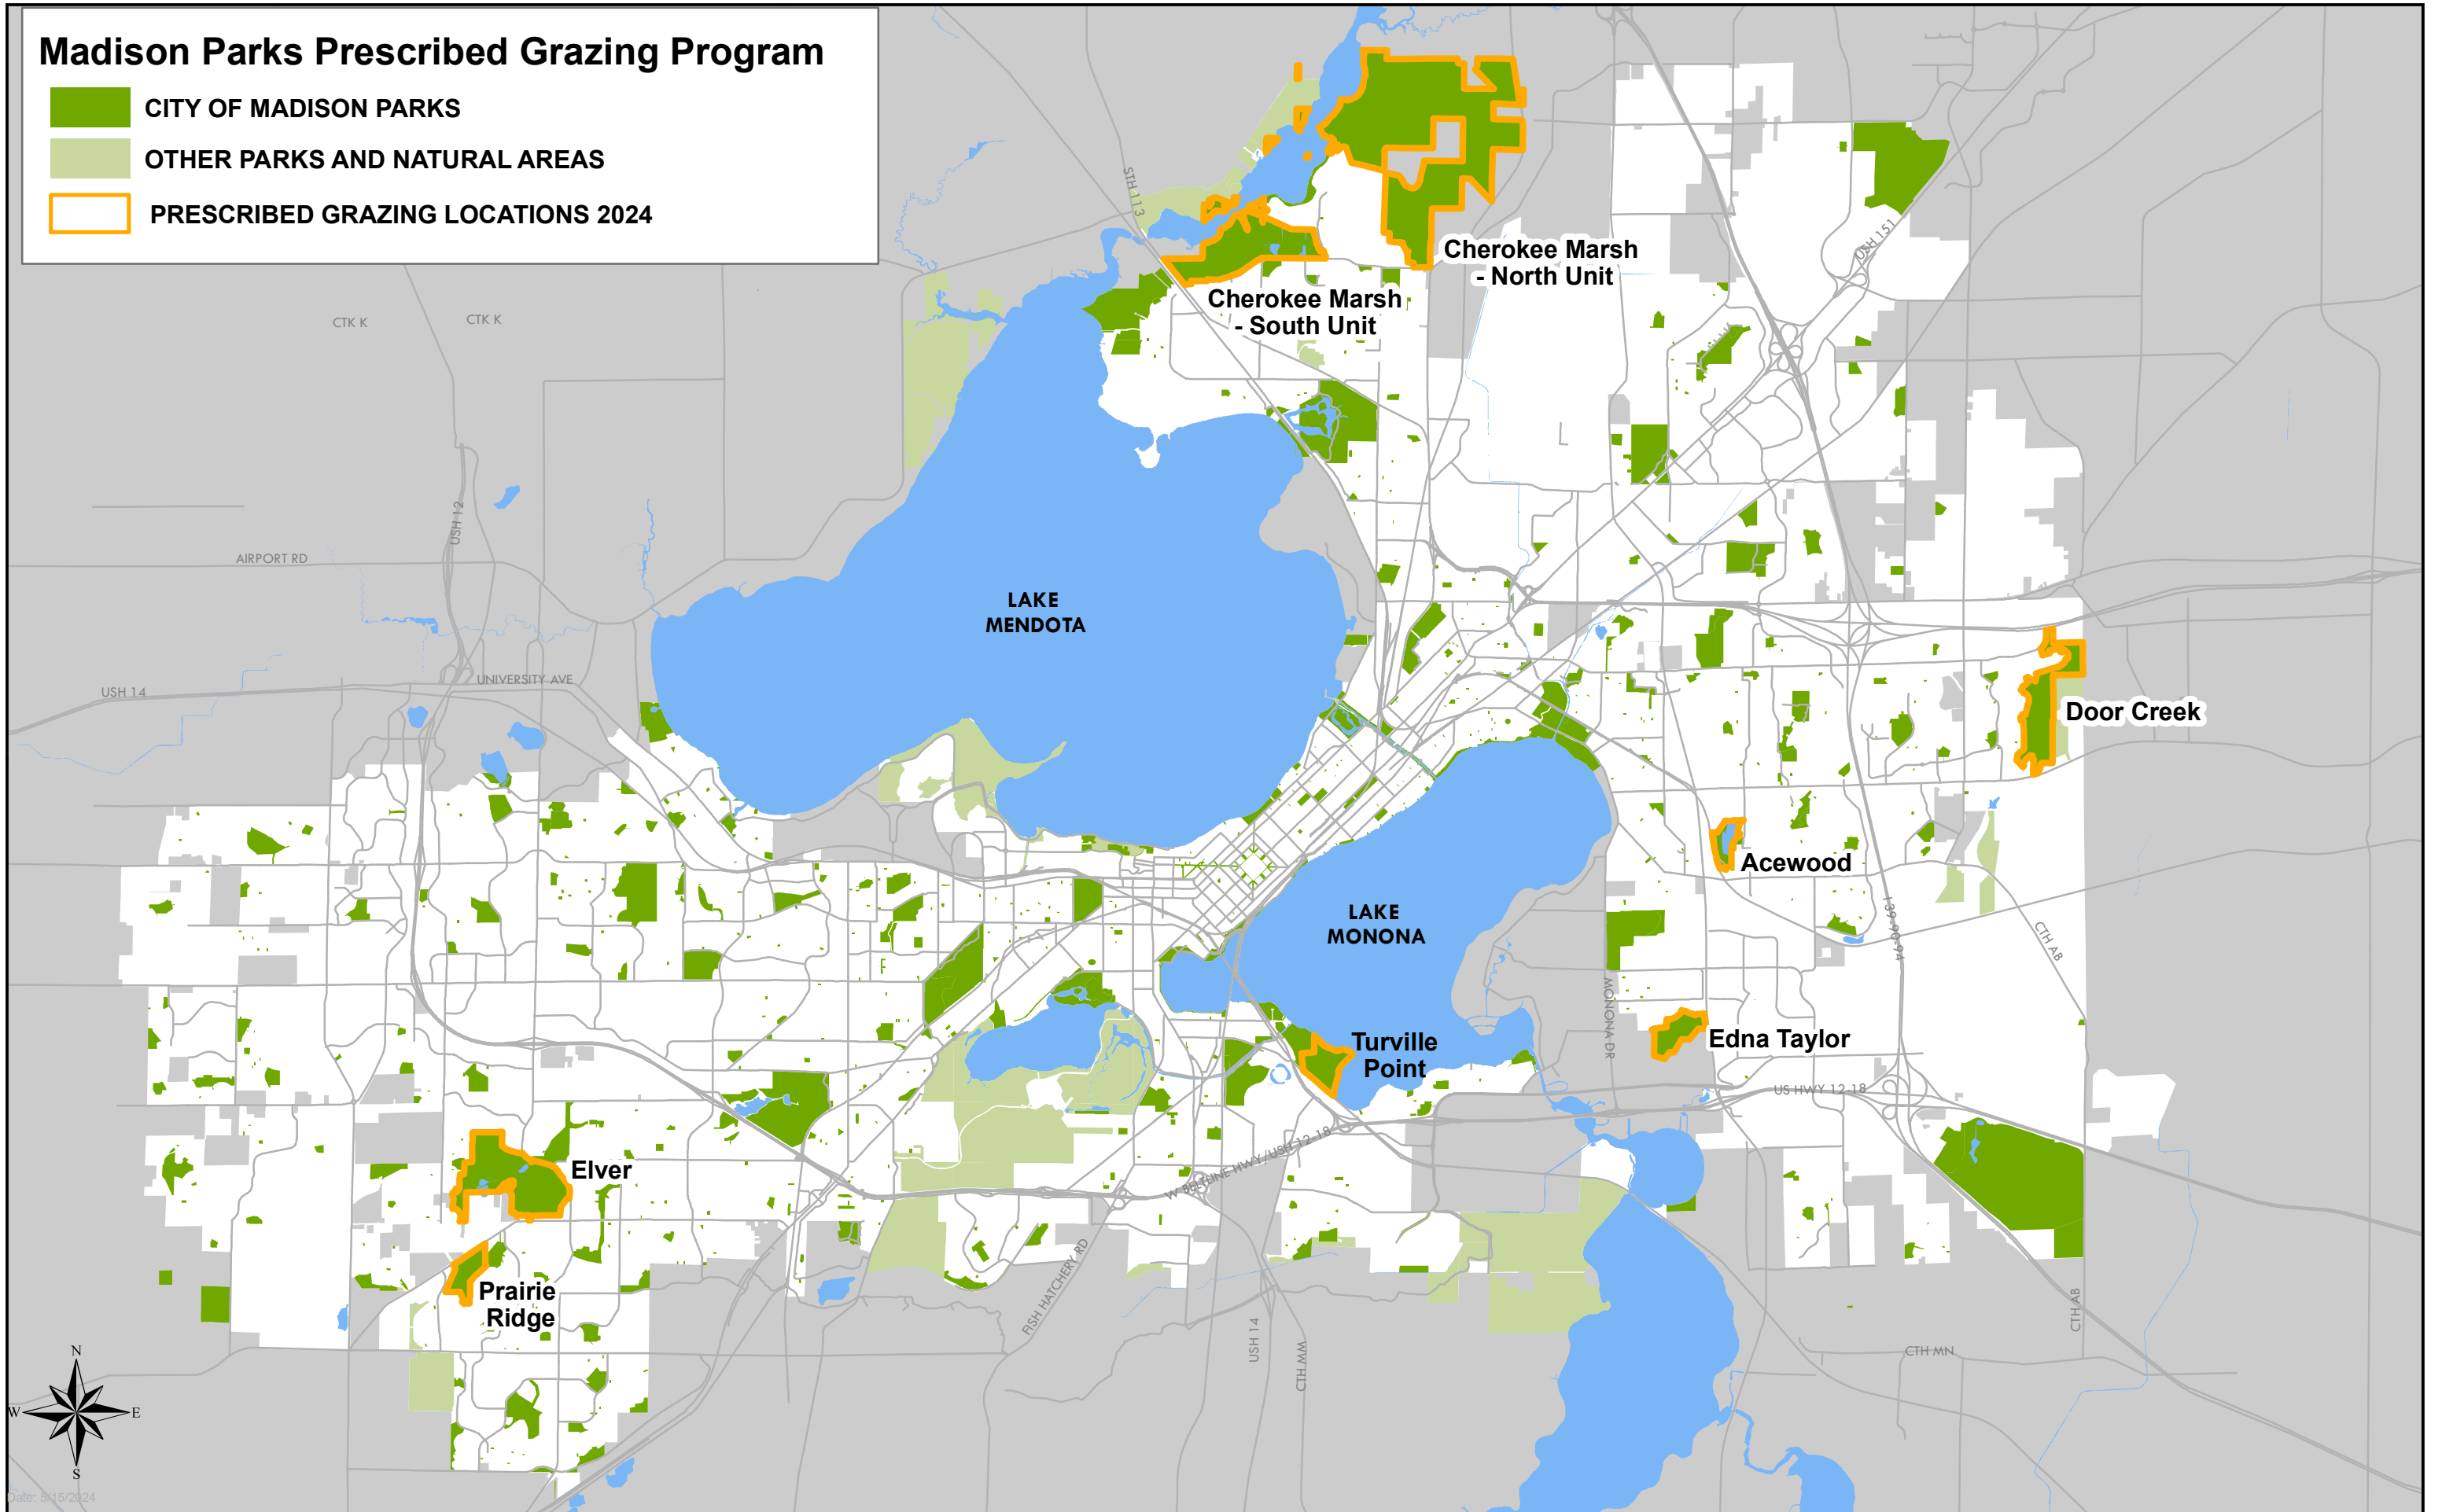 Madison Parks Prescribed Grazing Program
CITY OF MADISON PARKS
OTHER PARKS AND NATURAL AREAS
PRESCRIBED GRAZING LOCATIONS 2024
STH 113
USH 151
Cherokee Marsh
- North Unit
Cherokee Marsh
- South Unit
CTK K
CTK K
USH 12
AIRPORT RD
LAKE
MENDOTA
UNIVERSITY AVE
USH 14
Door Creek
Acewood
LAKE
MONONA
I 39-90-94
CTH AB
MONONA DR
Edna Taylor
Turville
Point
US HWY 12-18
W BELTLINE HWY/USH 12-18
Elver
Prairie
Ridge
FISH HATCHERY RD
USH 14
CTH MM
CTH AB
CTH MN
N
W
E
S
Date: 5/15/2024